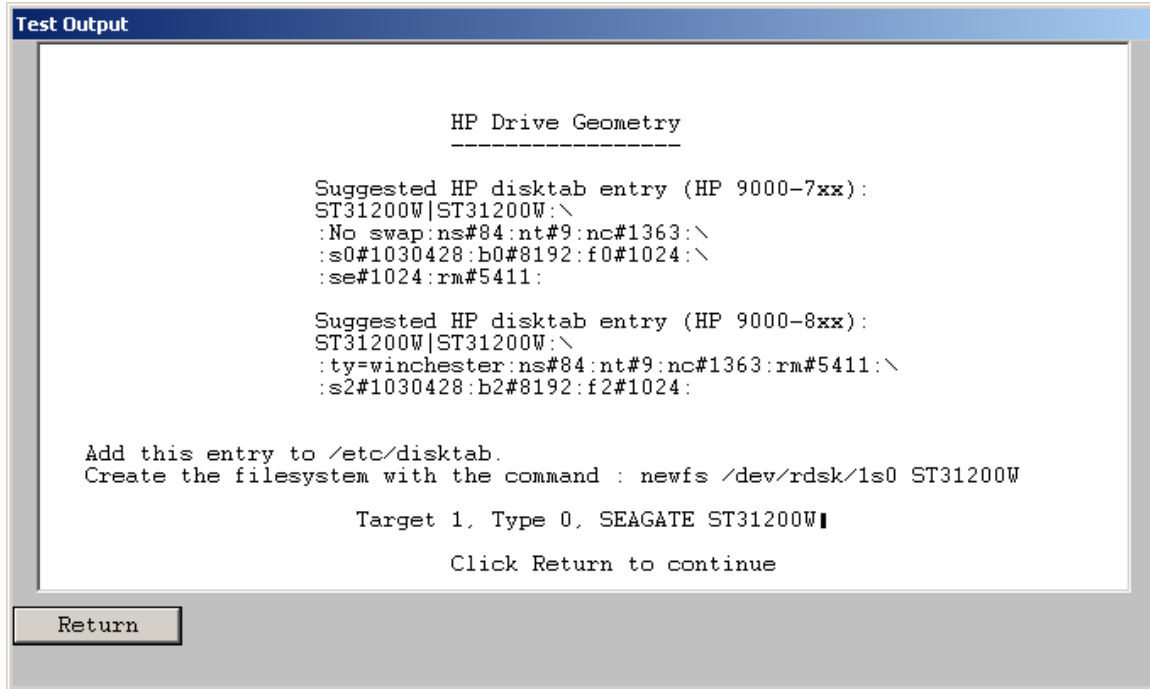 Test Output
HP Drive Geometry
-----------------
Suggested HP disktab entry (HP 9000-7xx):
ST31200W|ST31200W:\
:No swap:ns#84:nt#9:nc#1363:\
:s0#1030428:b0#8192:f0#1024:\
:se#1024:rm#5411:
Suggested HP disktab entry (HP 9000-8xx):
ST31200W|ST31200W:\
:ty=winchester:ns#84:nt#9:nc#1363:rm#5411:\
:s2#1030428:b2#8192:f2#1024:
Add this entry to /etc/disktab.
Create the filesystem with the command : newfs /dev/rdsk/1s0 ST31200W
Target 1, Type 0, SEAGATE ST31200W
Click Return to continue
Return